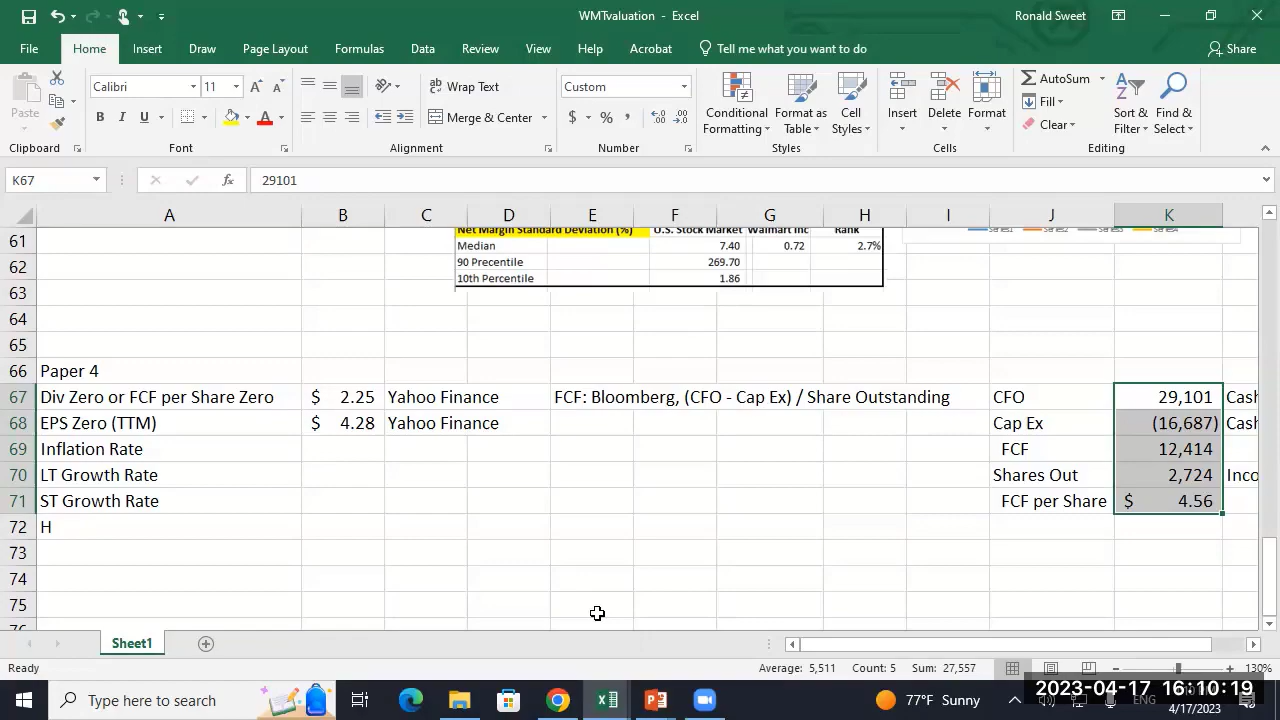 WMTvaluation - Excel
Ronald Sweet
File Home Insert Draw Page Layout Formulas Data Review View Help Acrobat Tell me what you want to do Share
Paste
Clipboard
Calibri 11
B I U
Font
Wrap Text
Merge & Center
Alignment
Custom
$ % ,
Number
Conditional Formatting
Format as Table
Cell Styles
Styles
Insert Delete Format
Cells
AutoSum
Fill
Clear
Sort & Filter
Find & Select
Editing
K67 fx 29101
A B C D E F G H I J K
61 Net Margin Standard Deviation (%) U.S. Stock Market Walmart Inc Rank
Median 7.40 0.72 2.7%
62 90 Precentile 269.70
63 10th Percentile 1.86
64
65
66 Paper 4
67 Div Zero or FCF per Share Zero $ 2.25 Yahoo Finance FCF: Bloomberg, (CFO - Cap Ex) / Share Outstanding CFO 29,101 Cash
68 EPS Zero (TTM) $ 4.28 Yahoo Finance Cap Ex (16,687) Cash
69 Inflation Rate FCF 12,414
70 LT Growth Rate Shares Out 2,724 Inco
71 ST Growth Rate FCF per Share $ 4.56
72 H
73
74
75
76
Sheet1
Ready Average: 5,511 Count: 5 Sum: 27,557 130%
Type here to search
77°F Sunny
ENG
2023-04-17 16:10:19
4/17/2023